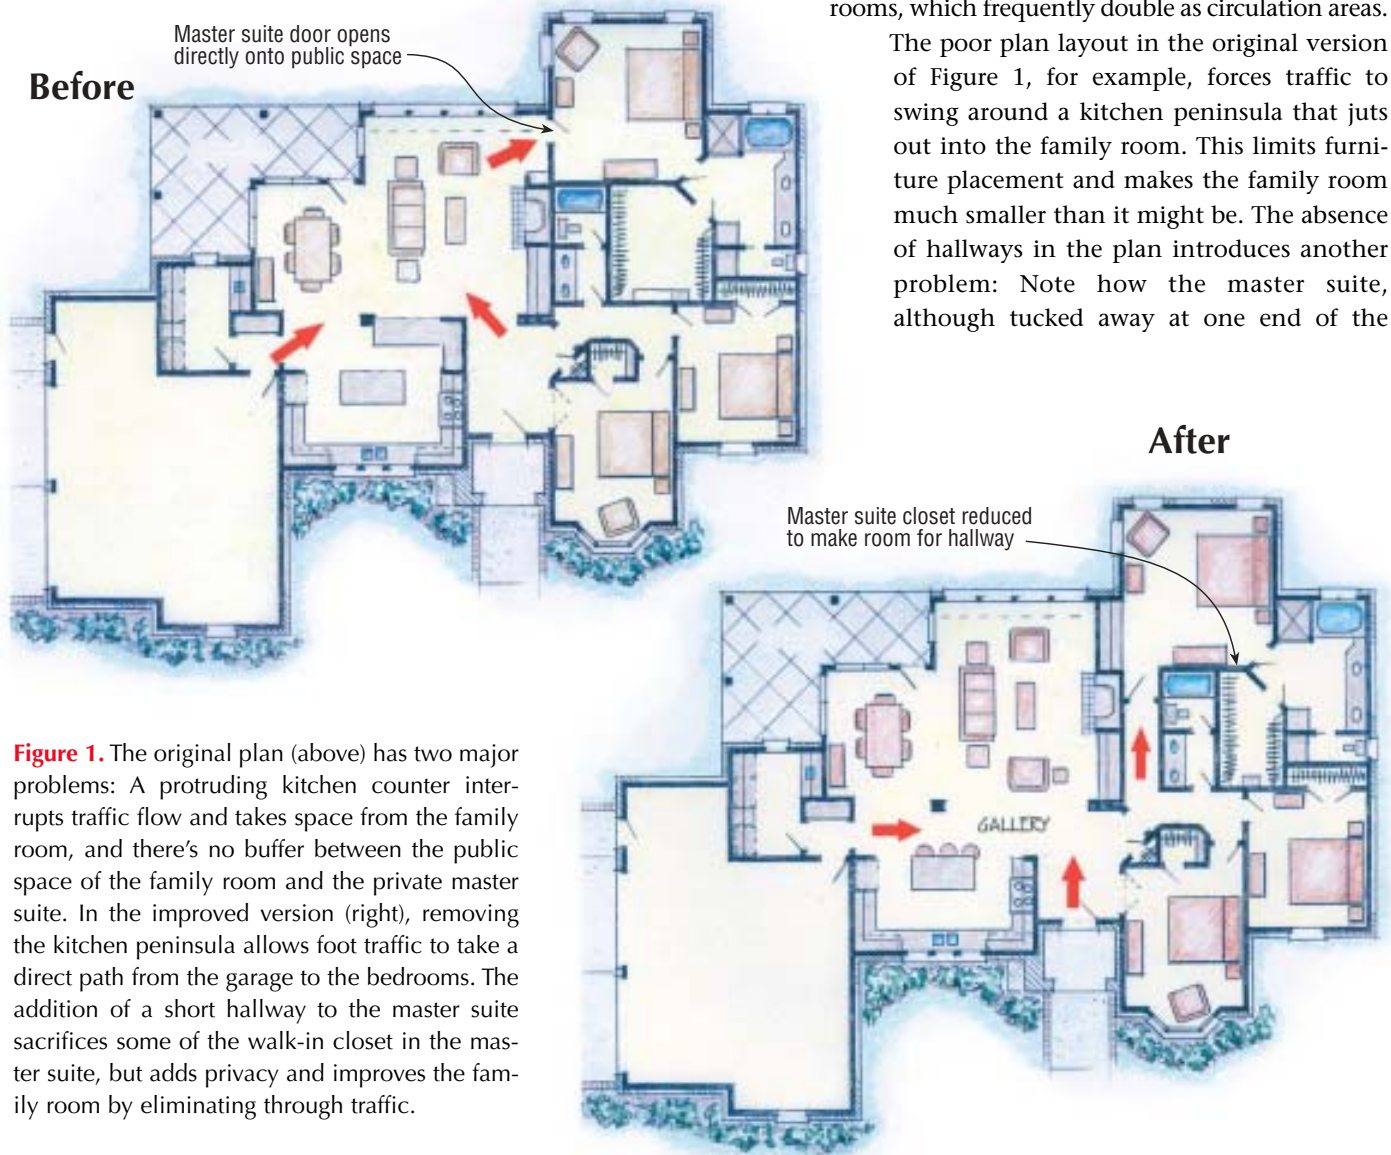 rooms, which frequently double as circulation areas.
The poor plan layout in the original version
of Figure 1, for example, forces traffic to
swing around a kitchen peninsula that juts
out into the family room. This limits furni-
ture placement and makes the family room
much smaller than it might be. The absence
of hallways in the plan introduces another
problem: Note how the master suite,
although tucked away at one end of the
Before
Master suite door opens
directly onto public space
After
Master suite closet reduced
to make room for hallway
GALLERY
Figure 1. The original plan (above) has two major
problems: A protruding kitchen counter inter-
rupts traffic flow and takes space from the family
room, and there's no buffer between the public
space of the family room and the private master
suite. In the improved version (right), removing
the kitchen peninsula allows foot traffic to take a
direct path from the garage to the bedrooms. The
addition of a short hallway to the master suite
sacrifices some of the walk-in closet in the mas-
ter suite, but adds privacy and improves the fam-
ily room by eliminating through traffic.